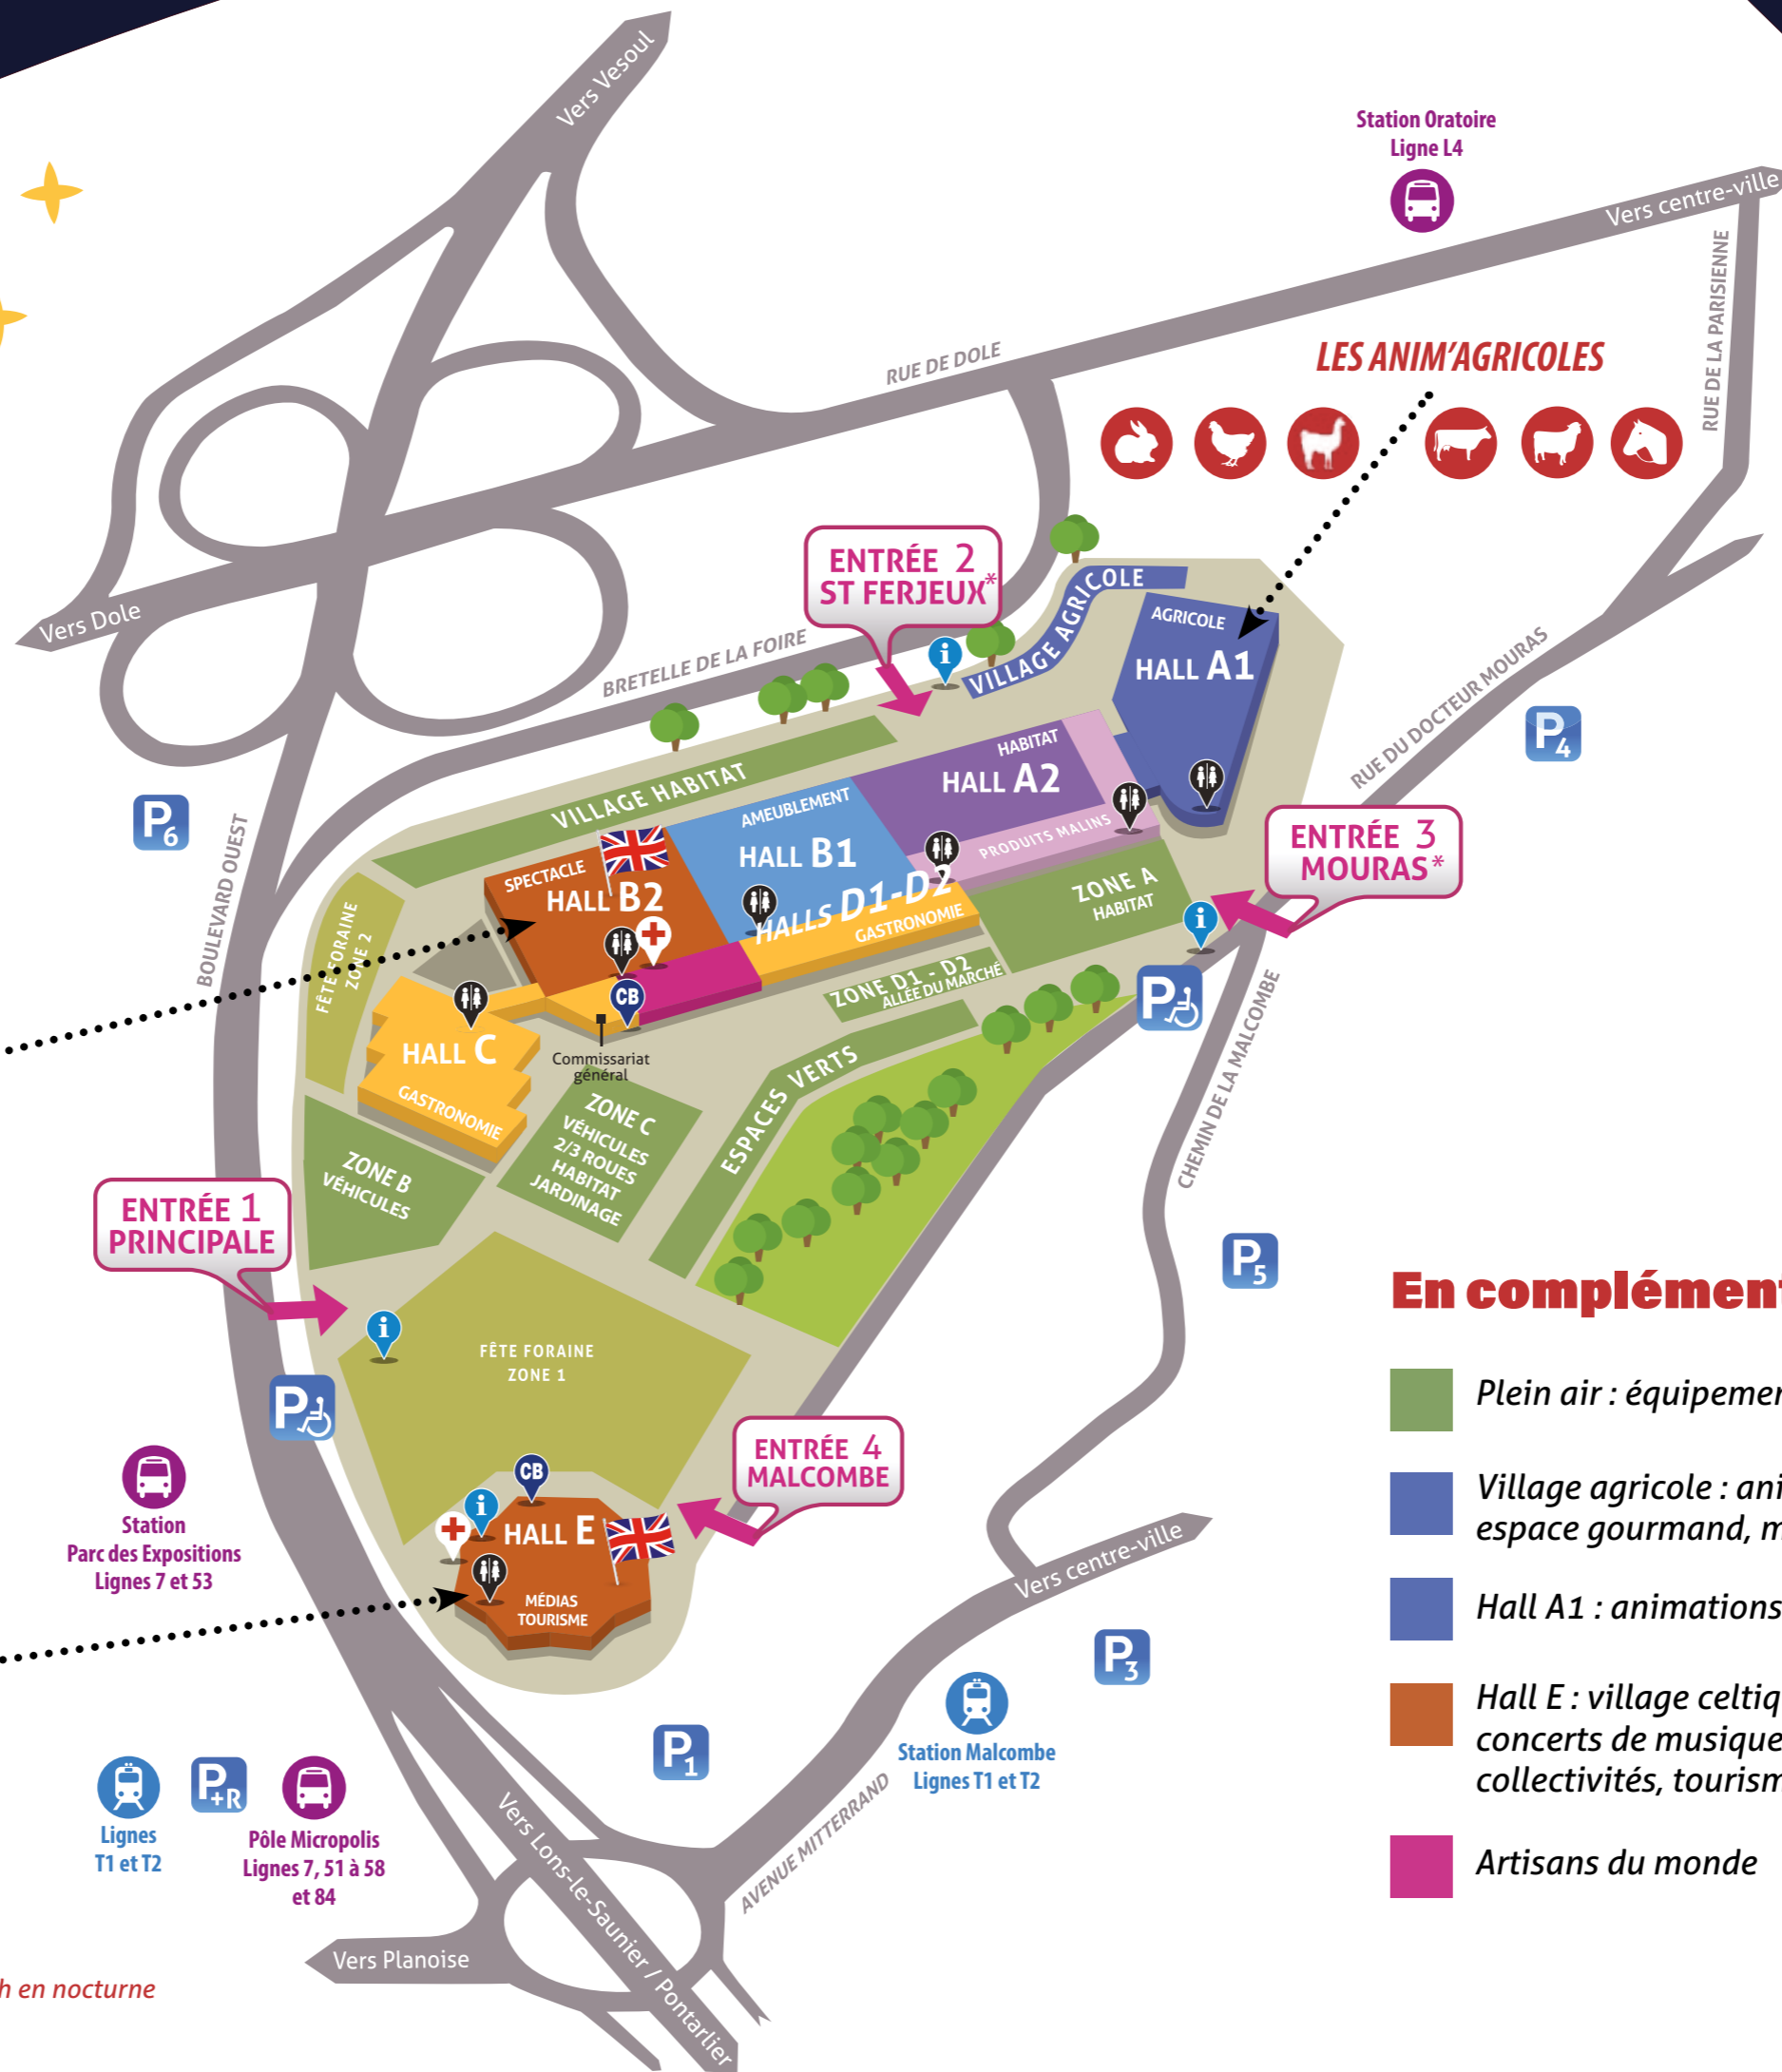 Vers Vesoul
Station Oratoire
Ligne L4
Vers centre-ville
RUE DE LA PARISIENNE
RUE DE DOLE
LES ANIM'AGRICOLES
ENTRÉE 2
ST FERJEUX*
VILLAGE AGRICOLE
VILLAGE AGRICOLE
AGRICOLE
HALL A1
Vers Dole
BRETELLE DE LA FOIRE
RUE DU DOCTEUR MOURAS
P4
P6
BOULEVARD OUEST
VILLAGE HABITAT
HABITAT
HALL A2
AMEUBLEMENT
HALL B1
PRODUITS MALINS
SPECTACLE
HALL B2
HALLS D1-D2
GASTRONOMIE
ZONE A
HABITAT
ENTRÉE 3
MOURAS*
i
i
FÊTE FORAINE
ZONE 2
CB
ZONE D1 - D2
ALLÉE DU MARCHÉ
P
HALL C
GASTRONOMIE
Commissariat
général
CHEMIN DE LA MALCOMBE
ESPACES VERTS
ZONE C
VÉHICULES
2/3 ROUES
HABITAT
JARDINAGE
ZONE B
VÉHICULES
ENTRÉE 1
PRINCIPALE
i
P5
FÊTE FORAINE
ZONE 1
P
ENTRÉE 4
MALCOMBE
CB
i
HALL E
MÉDIAS
TOURISME
Station
Parc des Expositions
Lignes 7 et 53
Vers centre-ville
P3
Station Malcombe
Lignes T1 et T2
P1
AVENUE MITTERRAND
Lignes
T1 et T2
P+R
Pôle Micropolis
Lignes 7, 51 à 58
et 84
Vers Lons-le-Saunier / Pontarlier
Vers Planoise
h en nocturne
En complément
Plein air : équipemen
Village agricole : ani
espace gourmand, m
Hall A1 : animations
Hall E : village celtiq
concerts de musique
collectivités, tourism
Artisans du monde